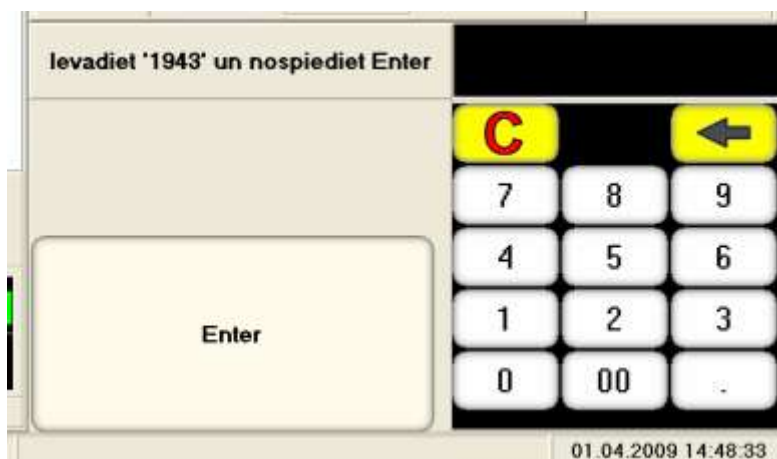 Ievadiet '1943' un nospiediet Enter
C
7 8 9
4 5 6
Enter
1 2 3
0 00 .
01.04.2009 14:48:33